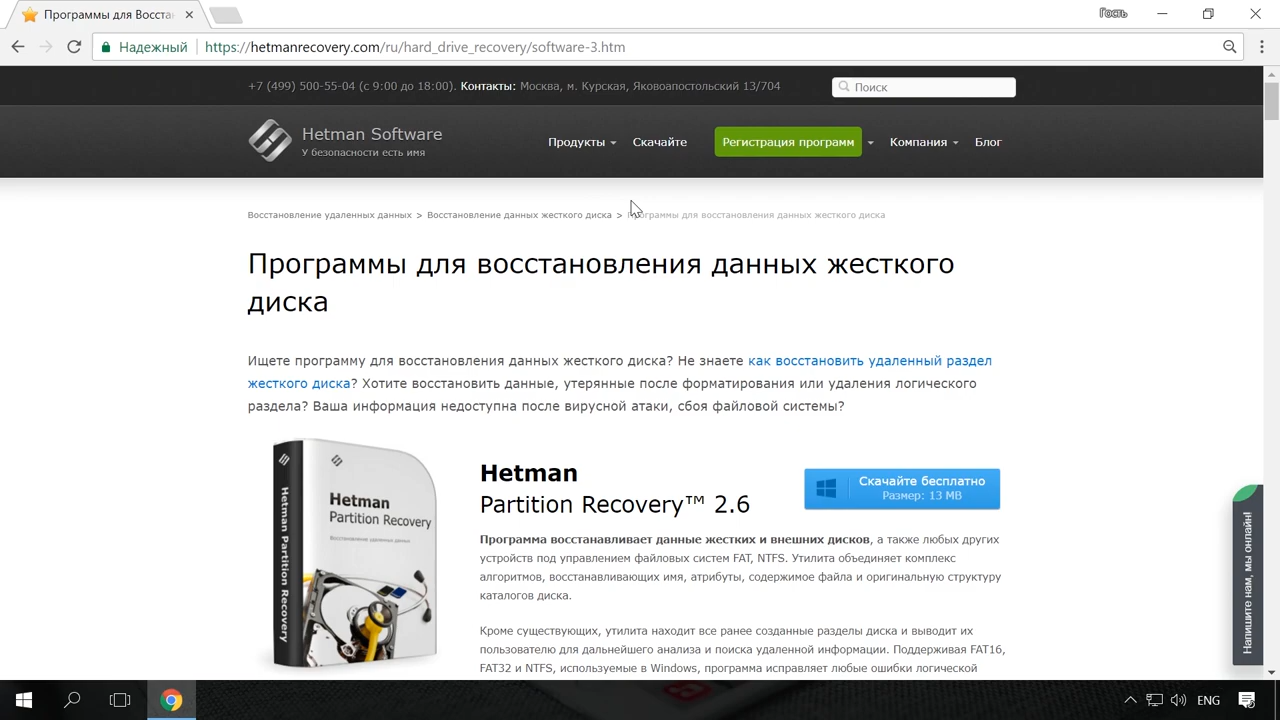 Программы для Восста
Гость
Надежный
https://hetmanrecovery.com/ru/hard_drive_recovery/software-3.htm
+7 (499) 500-55-04 (с 9:00 до 18:00). Контакты: Москва, м. Курская, Яковоапостольский 13/704
Поиск
Hetman Software
У безопасности есть имя
Продукты
Скачайте
Регистрация программ
Компания
Блог
Восстановление удаленных данных > Восстановление данных жесткого диска > Программы для восстановления данных жесткого диска
Программы для восстановления данных жесткого
диска
Ищете программу для восстановления данных жесткого диска? Не знаете как восстановить удаленный раздел
жесткого диска? Хотите восстановить данные, утерянные после форматирования или удаления логического
раздела? Ваша информация недоступна после вирусной атаки, сбоя файловой системы?
Hetman
Partition Recovery
Восстановление удаленных данных
Hetman Partition Recovery
Hetman
Partition Recovery™ 2.6
Скачайте бесплатно
Размер: 13 MB
Программа восстанавливает данные жестких и внешних дисков, а также любых других
устройств под управлением файловых систем FAT, NTFS. Утилита объединяет комплекс
алгоритмов, восстанавливающих имя, атрибуты, содержимое файла и оригинальную структуру
каталогов диска.
Кроме существующих, утилита находит все ранее созданные разделы диска и выводит их
пользователю для дальнейшего анализа и поиска удаленной информации. Поддерживая FAT16,
FAT32 и NTFS, используемые в Windows, программа исправляет любые ошибки логической
Напишите нам, мы онлайн!
ENG